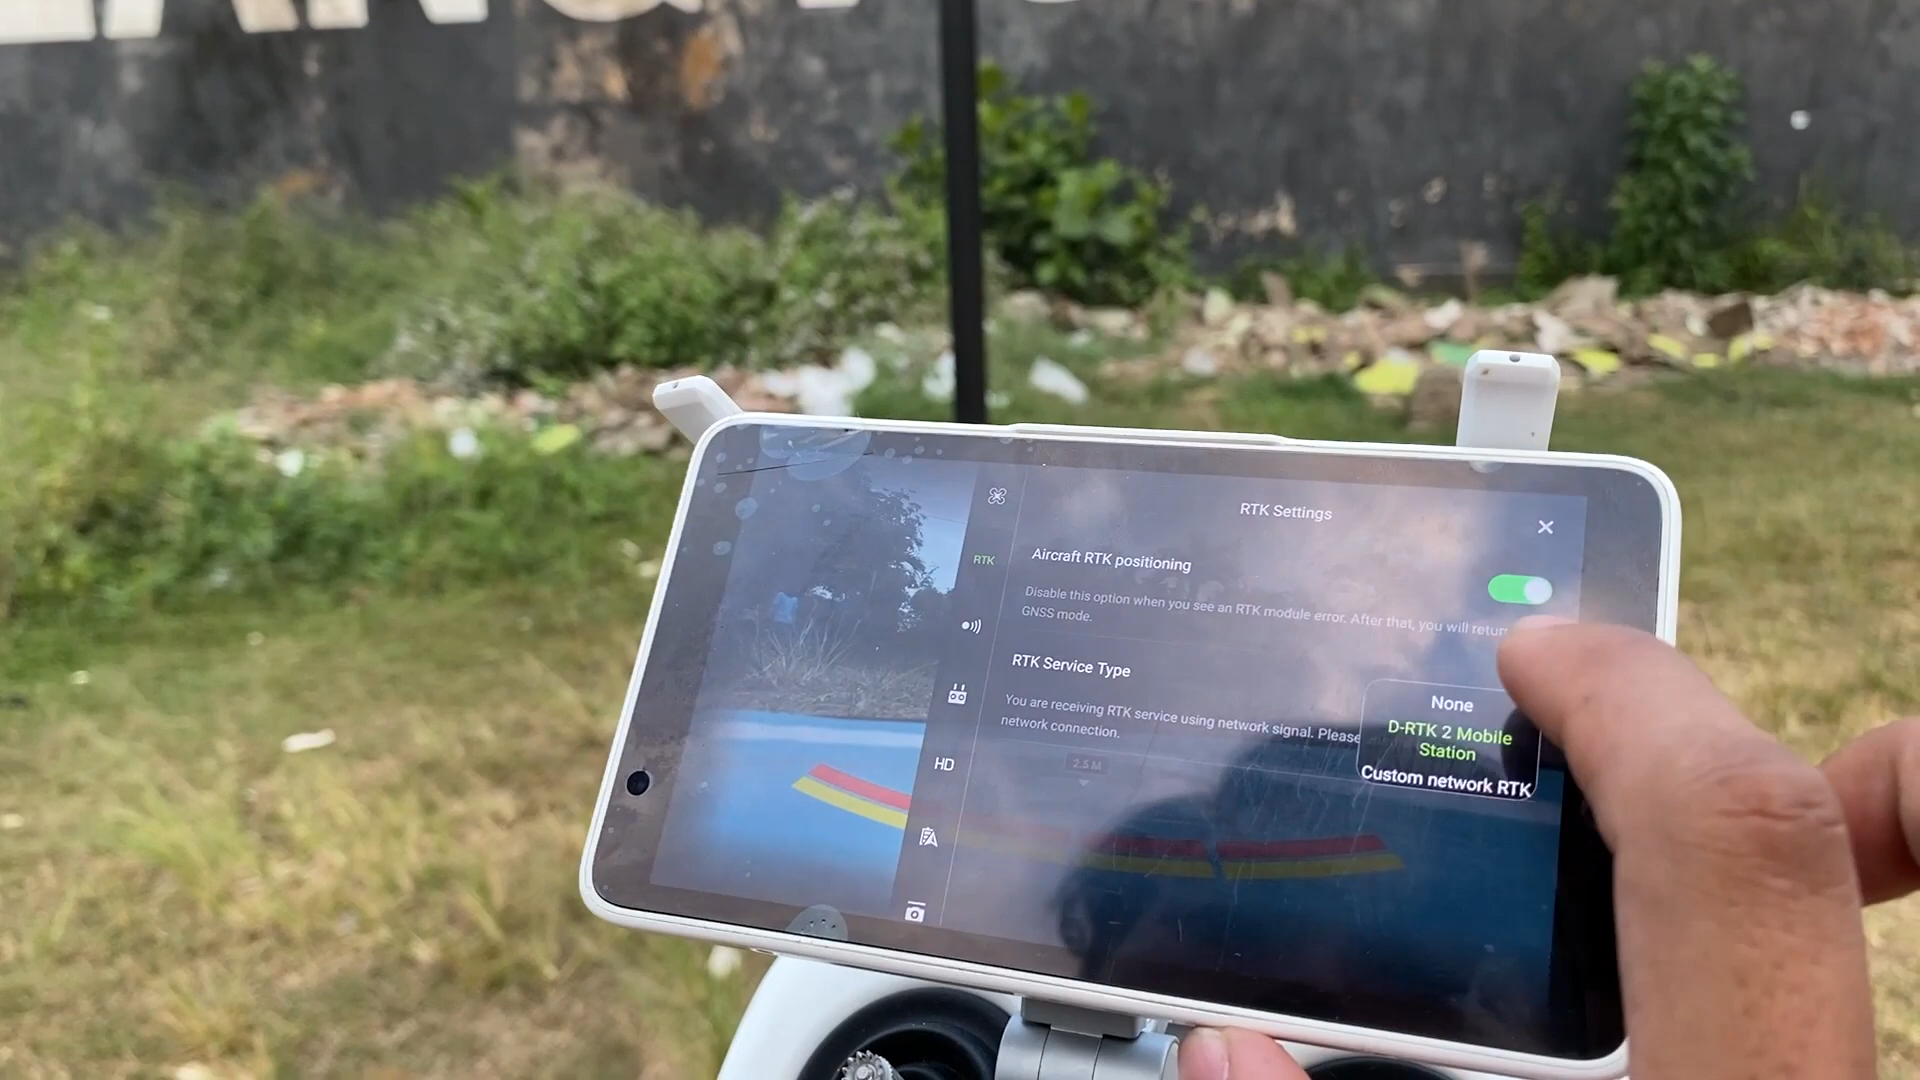 RTK Settings
Aircraft RTK positioning
RTK
Disable this option when you see an RTK module error. After that, you will return
GNSS mode.
RTK Service Type
You are receiving RTK service using network signal. Please
network connection.
None
D-RTK 2 Mobile
Station
Custom network RTK
HD
2.5 M